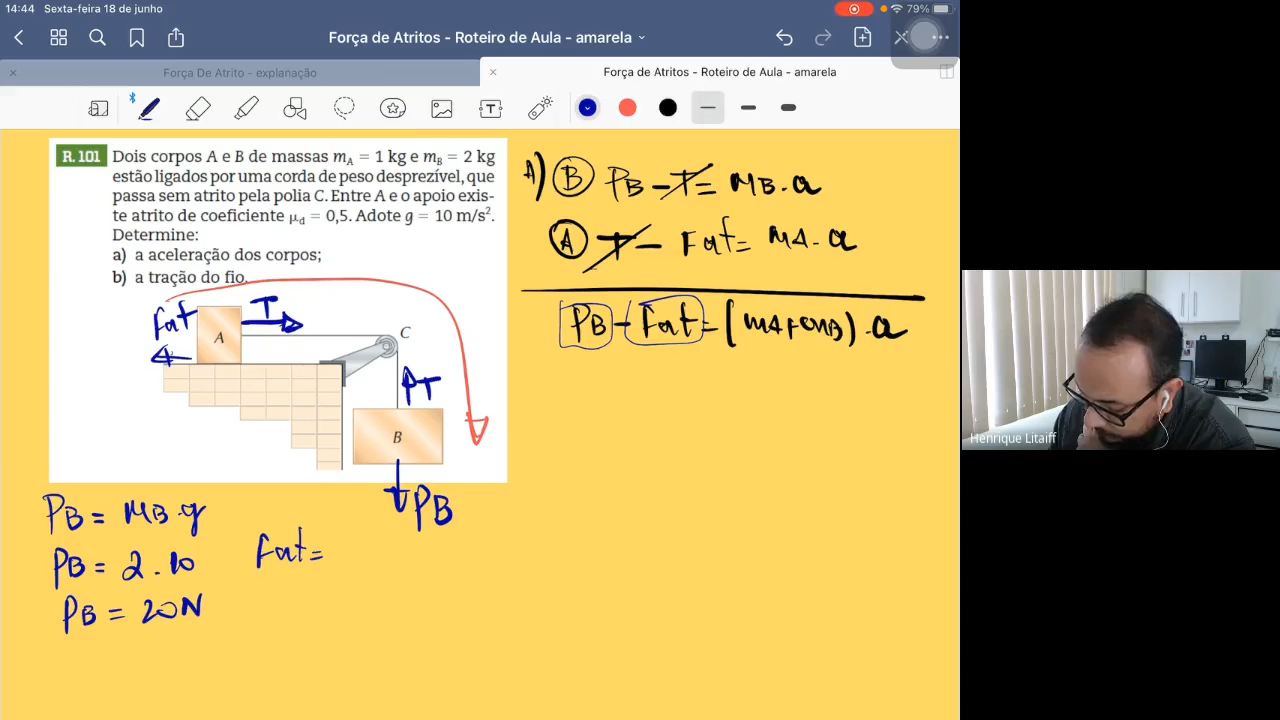 14:44 Sexta-feira 18 de junho
79%
Força de Atritos - Roteiro de Aula - amarela
Força De Atrito - explanação
Força de Atritos - Roteiro de Aula - amarela
R. 101 Dois corpos A e B de massas mA = 1 kg e mB = 2 kg
estão ligados por uma corda de peso desprezível, que
passa sem atrito pela polia C. Entre A e o apoio exis-
te atrito de coeficiente μd = 0,5. Adote g = 10 m/s².
Determine:
a) a aceleração dos corpos;
b) a tração do fio.
Fat
T
A
C
T
B
PB
A) B PB - T = MB . a
A T - Fat = MA . a
PB - Fat = (MA + MB) . a
PB = MB . g
PB = 2 . 10
PB = 20N
Fat =
Henrique Litaiff